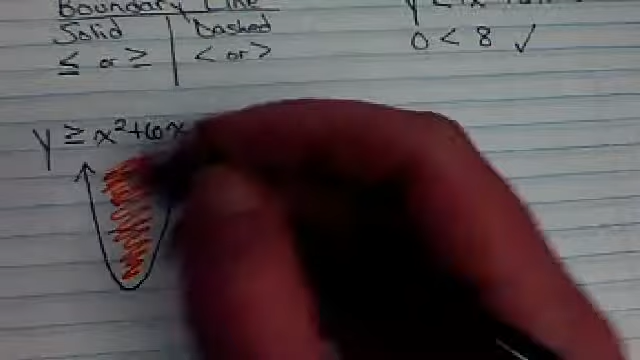 Boundary Line
Solid Dashed
≤ or ≥ < or >
0 < 8 ✓
y ≥ x²+6x